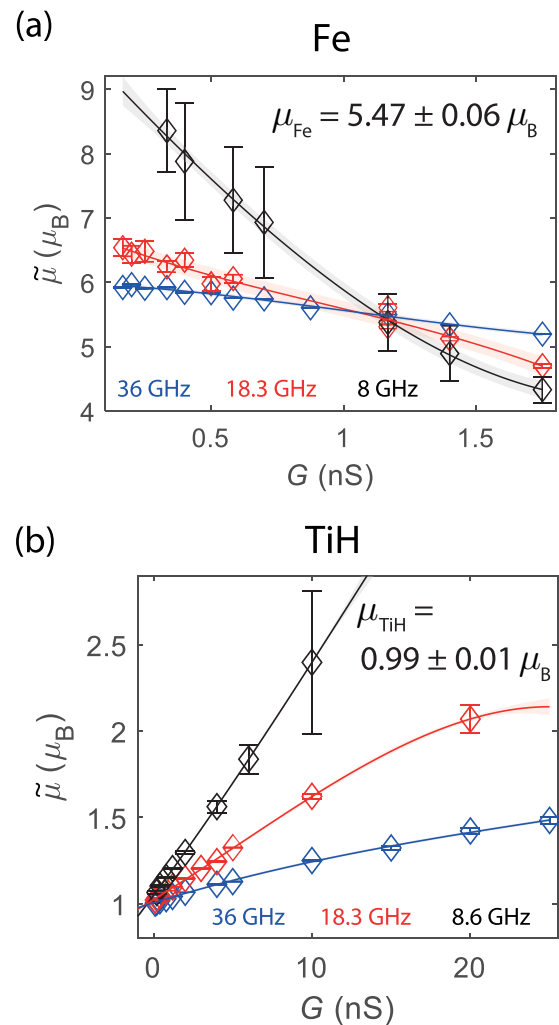 (a)
Fe
μFe = 5.47 ± 0.06 μB
9
8
7
6
5
4
μ̃ (μB)
36 GHz 18.3 GHz 8 GHz
0.5 1 1.5
G (nS)
(b)
TiH
μTiH =
0.99 ± 0.01 μB
2.5
2
1.5
1
μ̃ (μB)
36 GHz 18.3 GHz 8.6 GHz
0 10 20
G (nS)